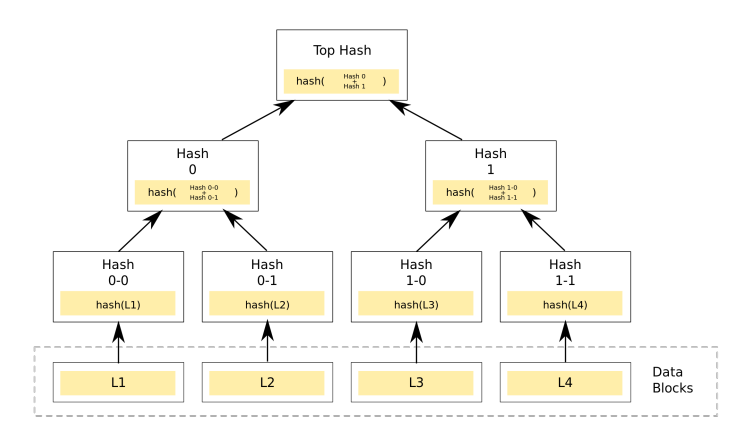 Top Hash
hash( Hash 0 + Hash 1 )
Hash
0
hash( Hash 0-0 + Hash 0-1 )
Hash
1
hash( Hash 1-0 + Hash 1-1 )
Hash
0-0
hash(L1)
Hash
0-1
hash(L2)
Hash
1-0
hash(L3)
Hash
1-1
hash(L4)
L1
L2
L3
L4
Data
Blocks